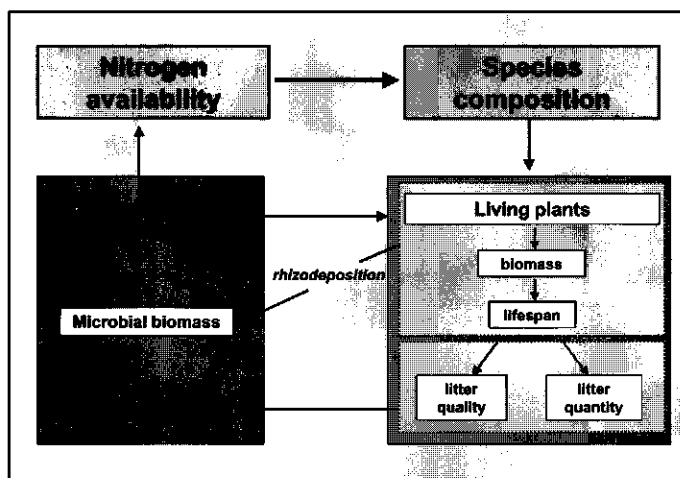 Nitrogen
availability
Species
composition
Living plants
rhizodeposition
biomass
Microbial biomass
lifespan
litter
quality
litter
quantity